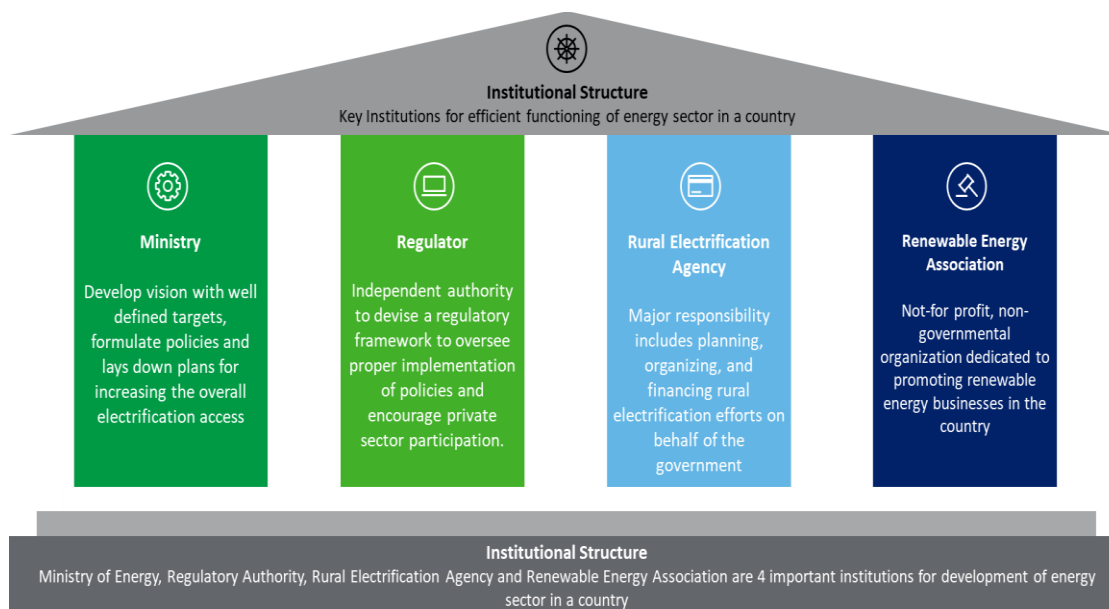 Institutional Structure
Key Institutions for efficient functioning of energy sector in a country
Ministry
Develop vision with well
defined targets,
formulate policies and
lays down plans for
increasing the overall
electrification access
Regulator
Independent authority
to devise a regulatory
framework to oversee
proper implementation
of policies and
encourage private
sector participation.
Rural Electrification
Agency
Major responsibility
includes planning,
organizing, and
financing rural
electrification efforts on
behalf of the
government
Renewable Energy
Association
Not-for profit, non-
governmental
organization dedicated to
promoting renewable
energy businesses in the
country
Institutional Structure
Ministry of Energy, Regulatory Authority, Rural Electrification Agency and Renewable Energy Association are 4 important institutions for development of energy
sector in a country